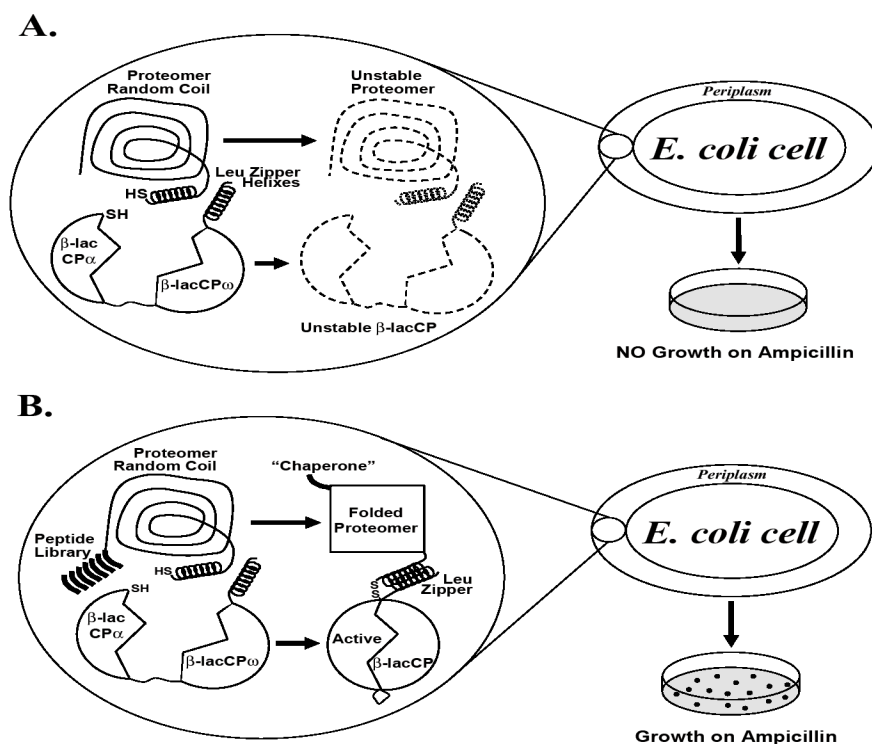 A.
Proteomer
Random Coil
Unstable
Proteomer
Leu Zipper
Helixes
HS
SH
β-lac
CPα
β-lacCPω
Unstable β-lacCP
Periplasm
E. coli cell
NO Growth on Ampicillin
B.
Proteomer
Random Coil
“Chaperone”
Folded
Proteomer
Peptide
Library
HS
SH
S
S
Leu
Zipper
β-lac
CPα
β-lacCPω
Active
β-lacCP
Periplasm
E. coli cell
Growth on Ampicillin